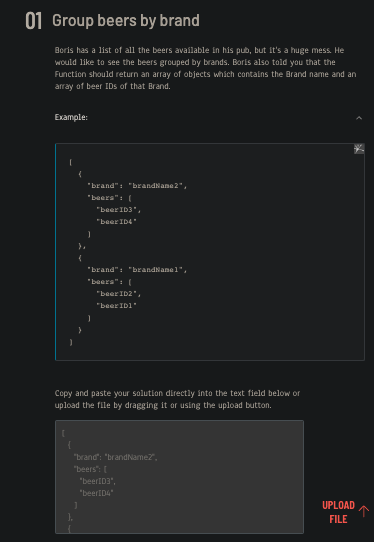 01 Group beers by brand
Boris has a list of all the beers available in his pub, but it's a huge mess. He
would like to see the beers grouped by brands. Boris also told you that the
Function should return an array of objects which contains the Brand name and an
array of beer IDs of that Brand.
Example:
[
{
"brand": "brandName2",
"beers": [
"beerID3",
"beerID4"
]
},
{
"brand": "brandName1",
"beers": [
"beerID2",
"beerID1"
]
}
]
Copy and paste your solution directly into the text field below or
upload the file by dragging it or using the upload button.
[
{
"brand": "brandName2",
"beers": [
"beerID3",
"beerID4"
]
},
{
UPLOAD
FILE